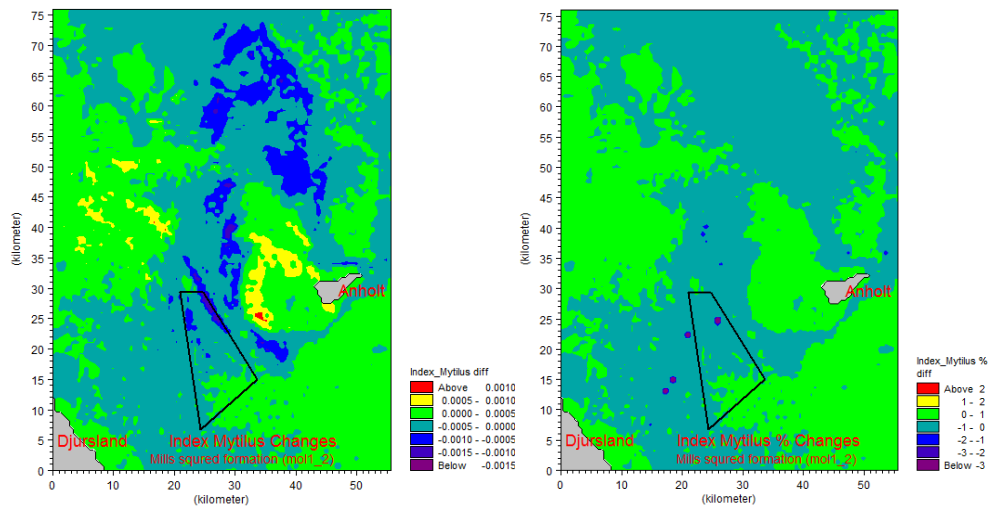 75
70
65
60
55
50
45
40
35
30
25
20
15
10
5
0
(kilometer)
0 10 20 30 40 50
(kilometer)
Anholt
Djursland
Index Mytilus Changes
Mills squred formation (mol1_2)
Index_Mytilus diff
Above 0.0010
0.0005 - 0.0010
0.0000 - 0.0005
-0.0005 - 0.0000
-0.0010 - -0.0005
-0.0015 - -0.0010
Below -0.0015
75
70
65
60
55
50
45
40
35
30
25
20
15
10
5
0
(kilometer)
0 10 20 30 40 50
(kilometer)
Anholt
Djursland
Index Mytilus % Changes
Mills squred formation (mol1_2)
Index_Mytilus %
diff
Above 2
1 - 2
0 - 1
-1 - 0
-2 - -1
-3 - -2
Below -3